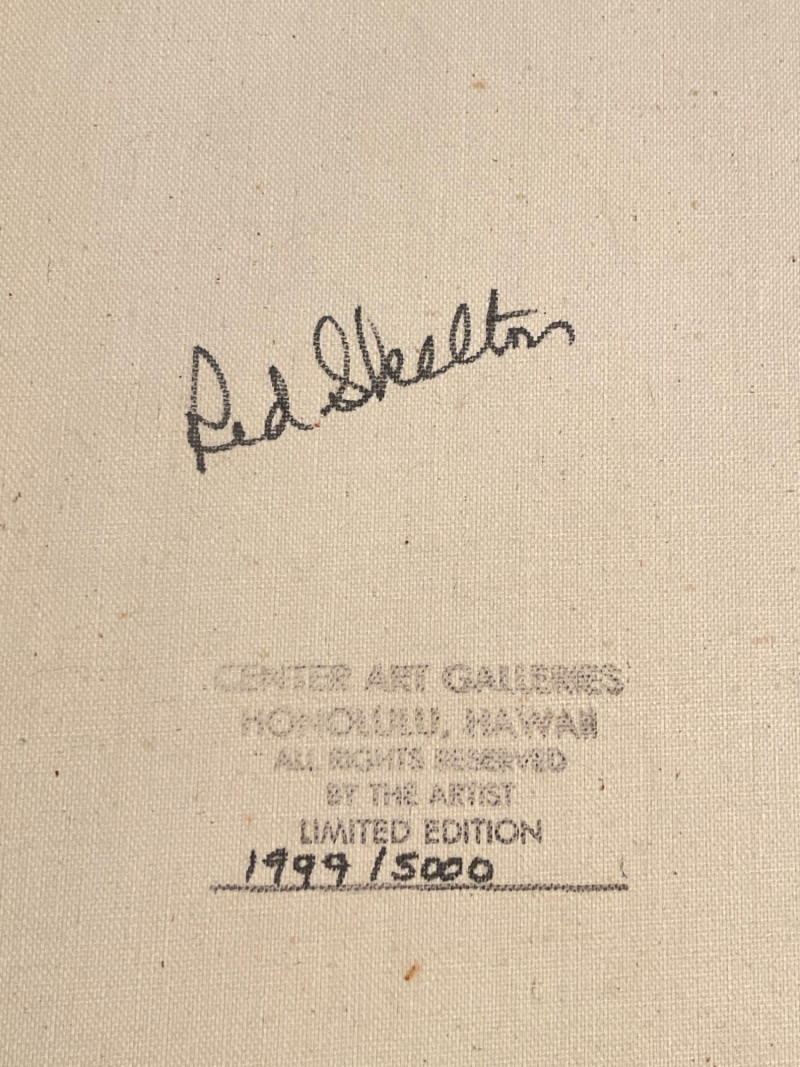 Red Skelton
CENTER ART GALLERIES
HONOLULU, HAWAII
ALL RIGHTS RESERVED
BY THE ARTIST
LIMITED EDITION
1999/5000